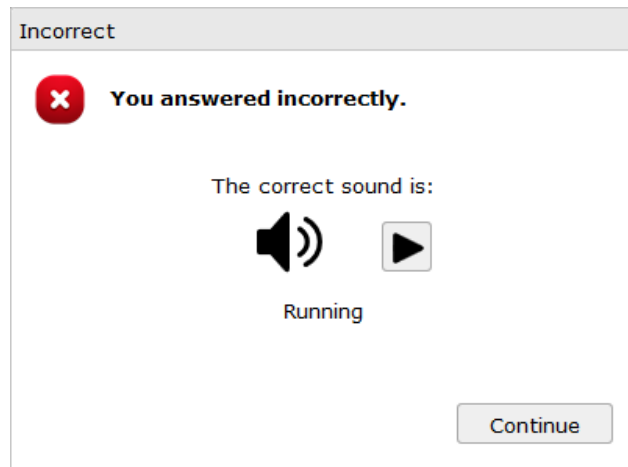 Incorrect
You answered incorrectly.
The correct sound is:
Running
Continue